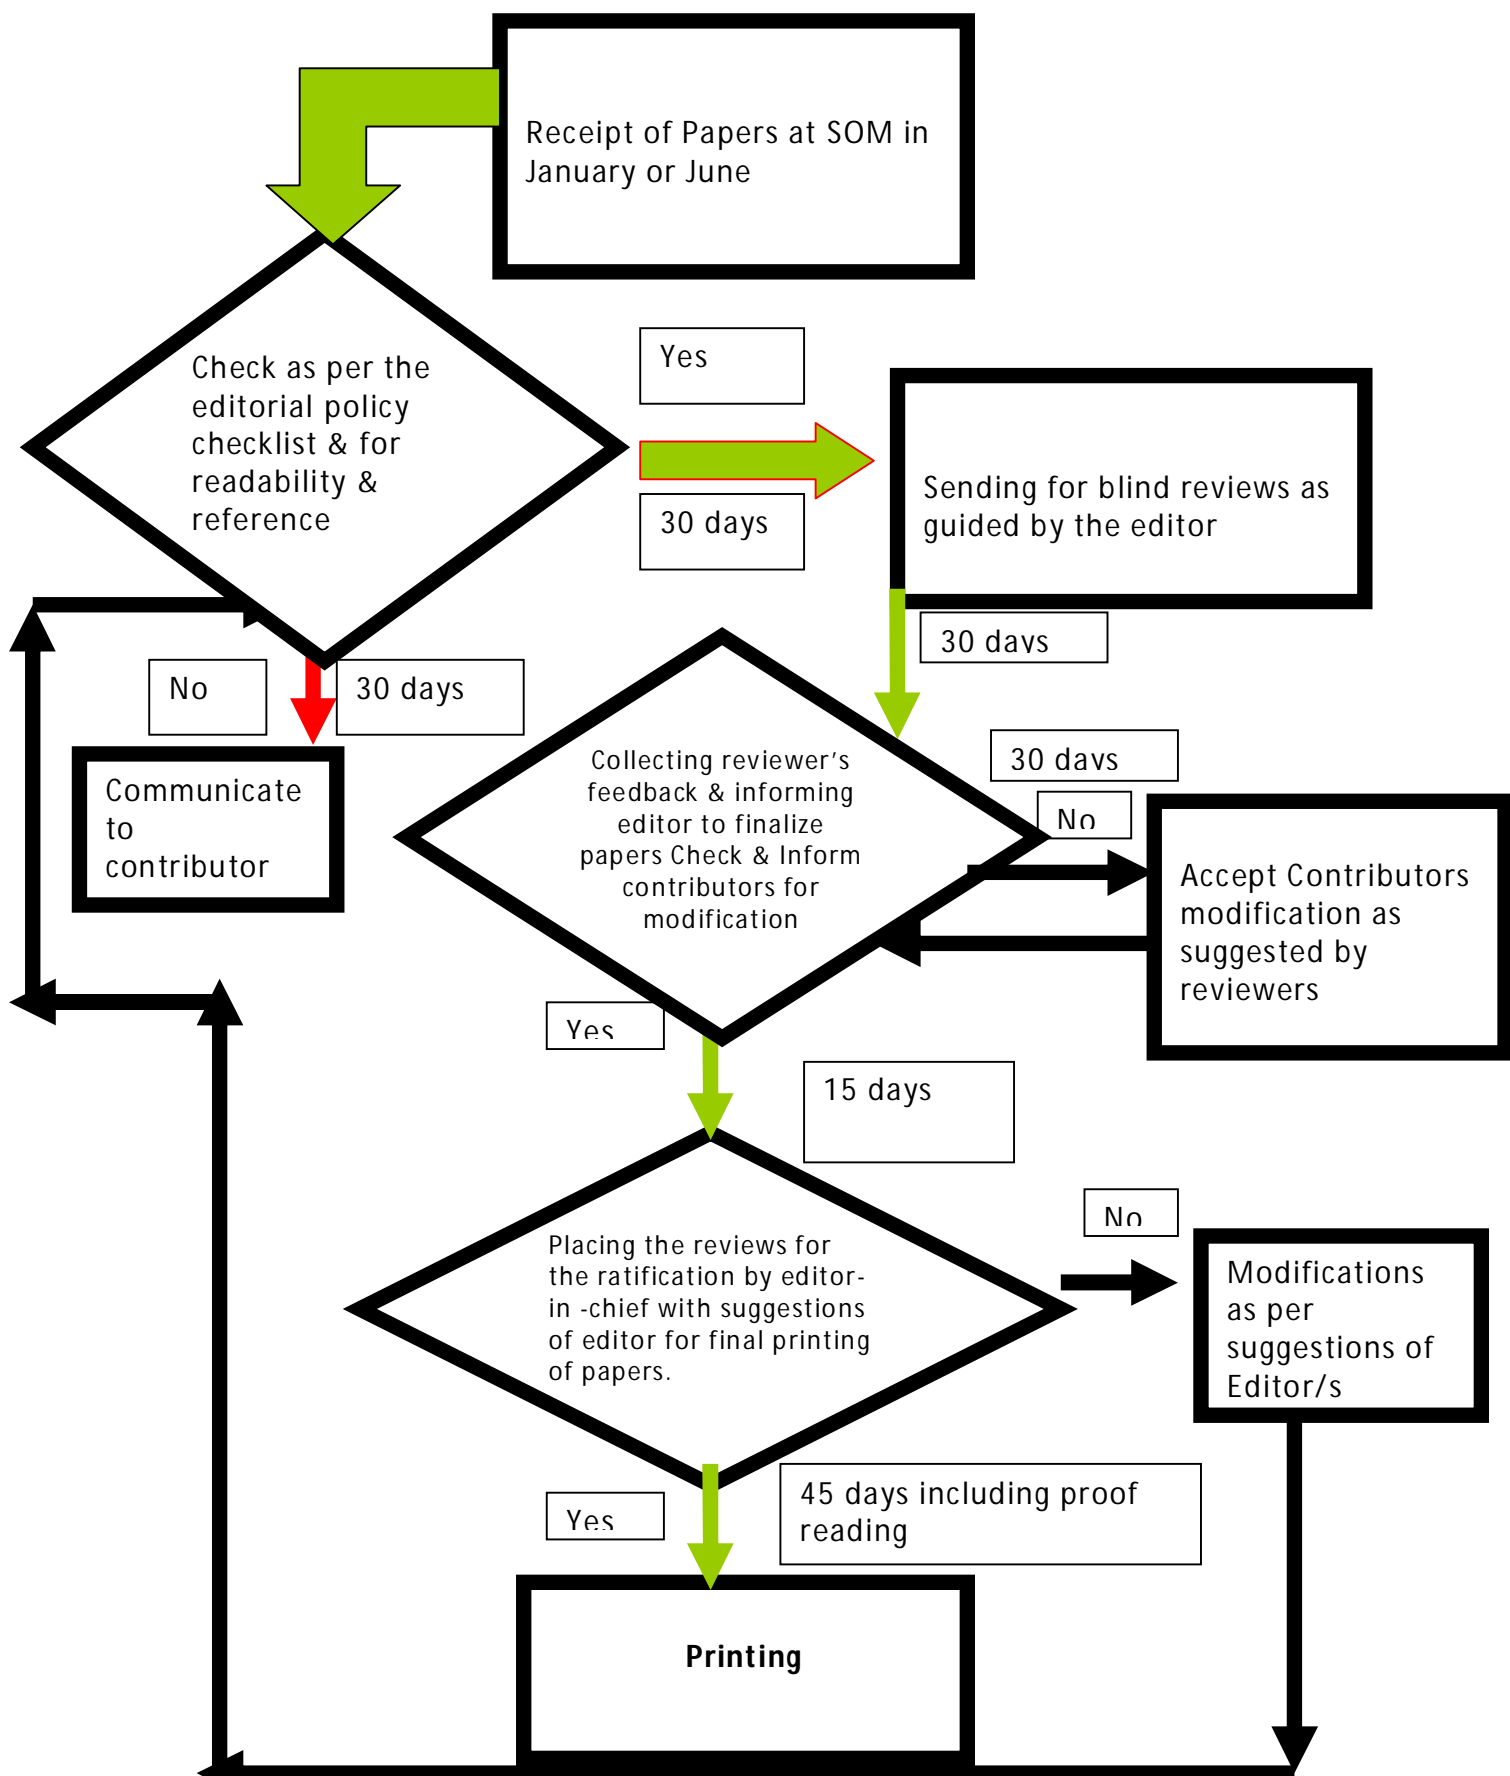 Receipt of Papers at SOM in
January or June
Check as per the
editorial policy
checklist & for
readability &
reference
Yes
30 days
Sending for blind reviews as
guided by the editor
30 days
No
30 days
Communicate
to
contributor
Collecting reviewer's
feedback & informing
editor to finalize
papers Check & Inform
contributors for
modification
30 days
No
Accept Contributors
modification as
suggested by
reviewers
Yes
15 days
Placing the reviews for
the ratification by editor-
in -chief with suggestions
of editor for final printing
of papers.
No
Modifications
as per
suggestions of
Editor/s
Yes
45 days including proof
reading
Printing